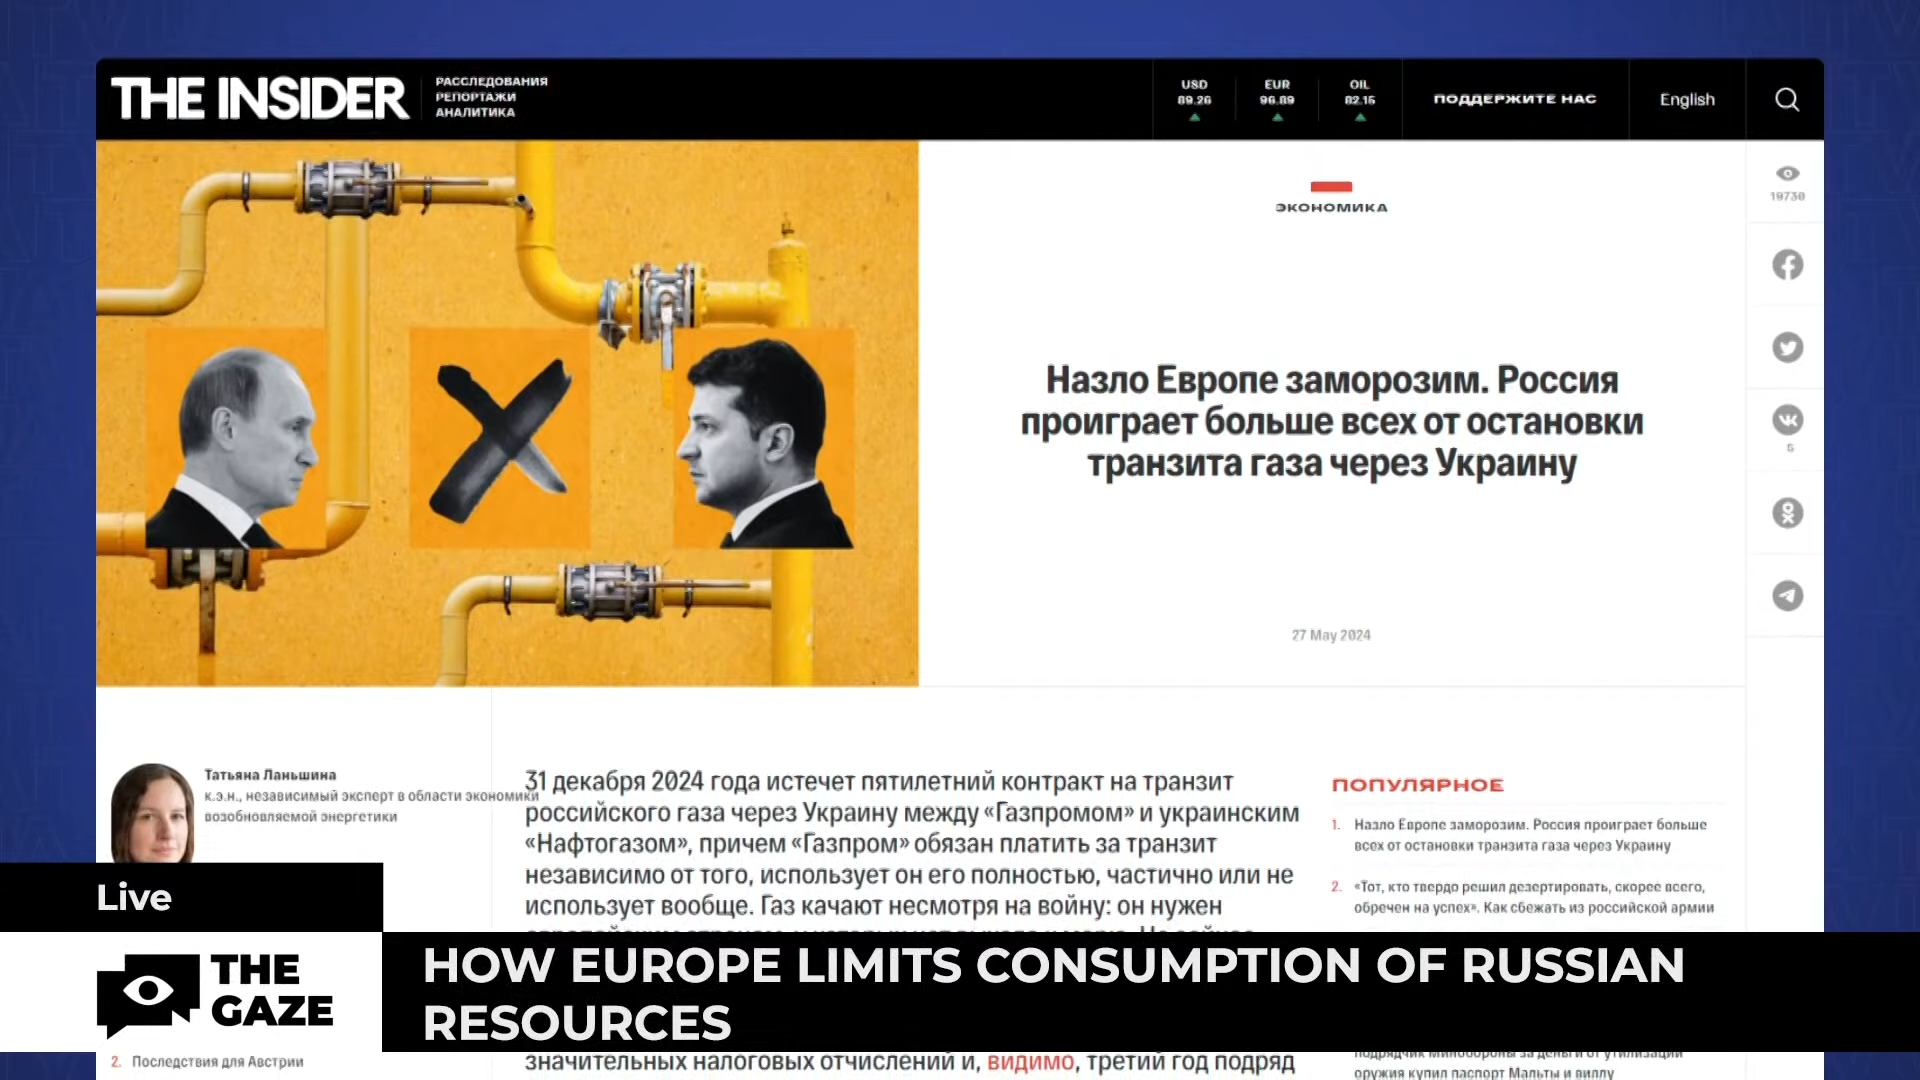 THE INSIDER
РАССЛЕДОВАНИЯ
РЕПОРТАЖИ
АНАЛИТИКА
USD
89.26
EUR
96.89
OIL
82.15
ПОДДЕРЖИТЕ НАС
English
19730
ЭКОНОМИКА
Назло Европе заморозим. Россия
проиграет больше всех от остановки
транзита газа через Украину
27 May 2024
Татьяна Ланьшина
к.э.н., независимый эксперт в области экономики
возобновляемой энергетики
31 декабря 2024 года истечет пятилетний контракт на транзит
российского газа через Украину между «Газпромом» и украинским
«Нафтогазом», причем «Газпром» обязан платить за транзит
независимо от того, использует он его полностью, частично или не
использует вообще. Газ качают несмотря на войну: он нужен
ПОПУЛЯРНОЕ
1. Назло Европе заморозим. Россия проиграет больше
всех от остановки транзита газа через Украину
2. «Тот, кто твердо решил дезертировать, скорее всего,
обречен на успех». Как сбежать из российской армии
Live
THE
GAZE
HOW EUROPE LIMITS CONSUMPTION OF RUSSIAN
RESOURCES
2. Последствия для Австрии
значительных налоговых отчислений и, видимо, третий год подряд
оружия купил паспорт Мальты и виллу